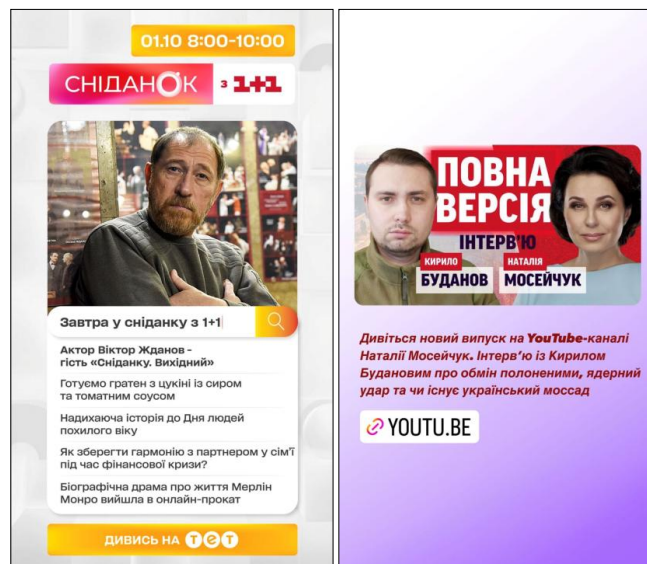 01.10 8:00-10:00
СНІДАНОК з 1+1
Завтра у сніданку з 1+1
Актор Віктор Жданов –
гість «Сніданку. Вихідний»
Готуємо гратен з цукіні із сиром
та томатним соусом
Надихаюча історія до Дня людей
похилого віку
Як зберегти гармонію з партнером у сім'ї
під час фінансової кризи?
Біографічна драма про життя Мерлін
Монро вийшла в онлайн-прокат
ДИВИСЬ НА ТЕТ
ПОВНА
ВЕРСІЯ
ІНТЕРВ'Ю
КИРИЛО
БУДАНОВ
НАТАЛІЯ
МОСЕЙЧУК
Дивіться новий випуск на YouTube-каналі
Наталії Мосейчук. Інтерв'ю із Кирилом
Будановим про обмін полоненими, ядерний
удар та чи існує український моссад
YOUTU.BE